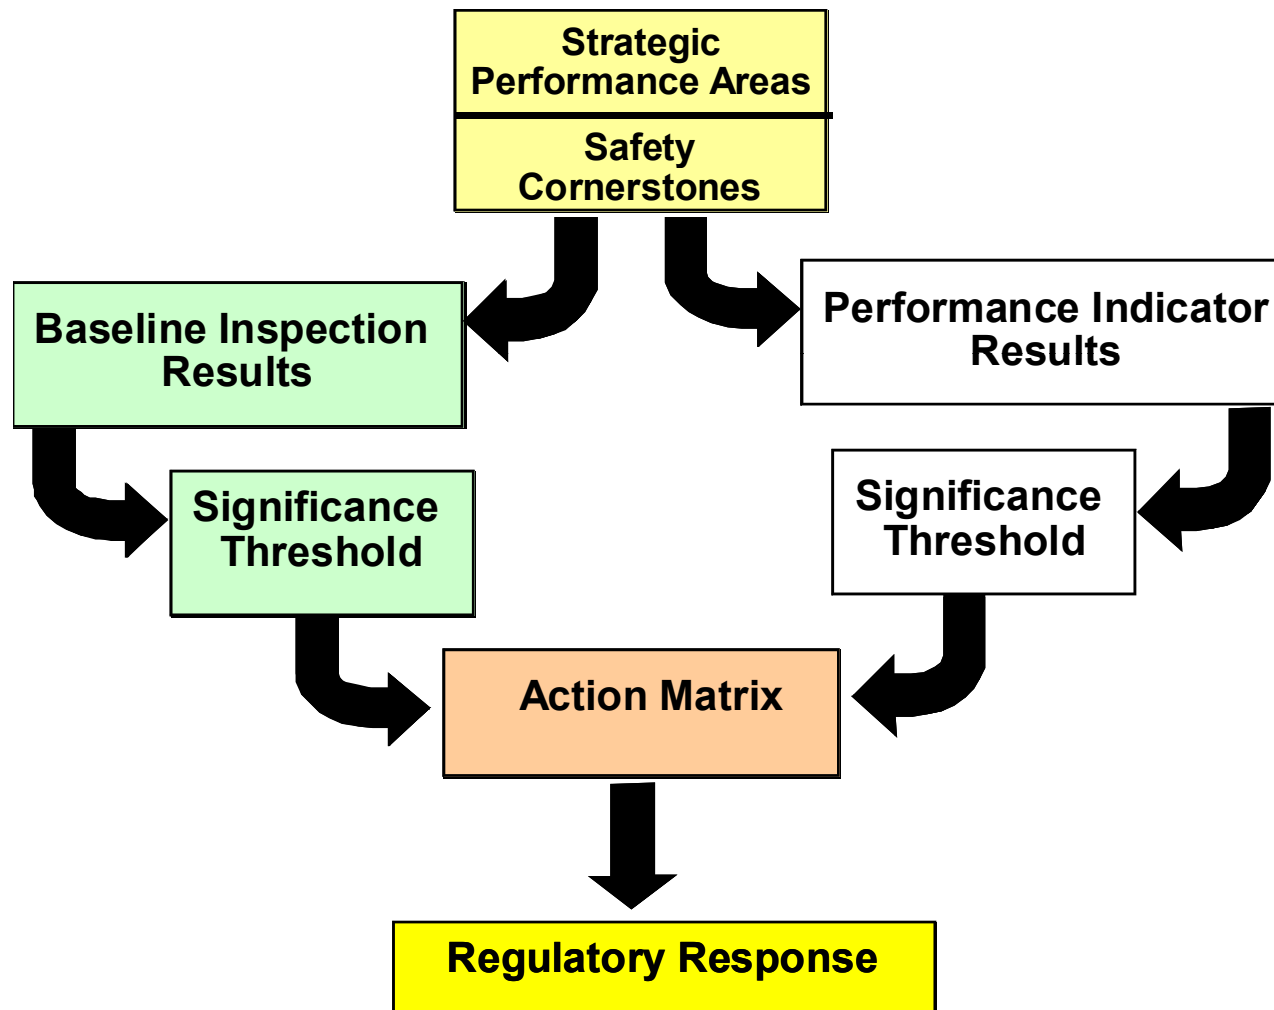 Strategic
Performance Areas
Safety
Cornerstones
Baseline Inspection
Results
Performance Indicator
Results
Significance
Threshold
Significance
Threshold
Action Matrix
Regulatory Response